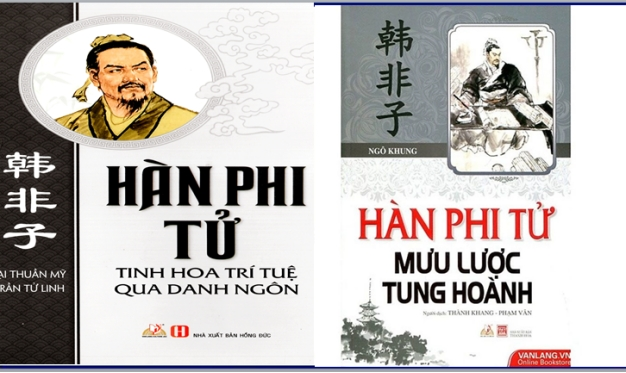 韩非子
HÀN PHI
TỬ
TINH HOA TRÍ TUỆ
QUA DANH NGÔN
ẠI THUẤN MỸ
RẦN TỬ LINH
H
NHÀ XUẤT BẢN HỒNG ĐỨC
韩非子
NGÔ KHUNG
HÀN PHI TỬ
MƯU LƯỢC
TUNG HOÀNH
Người dịch: THÀNH KHANG - PHẠM VĂN
VANLANG.VN
Online Bookstore